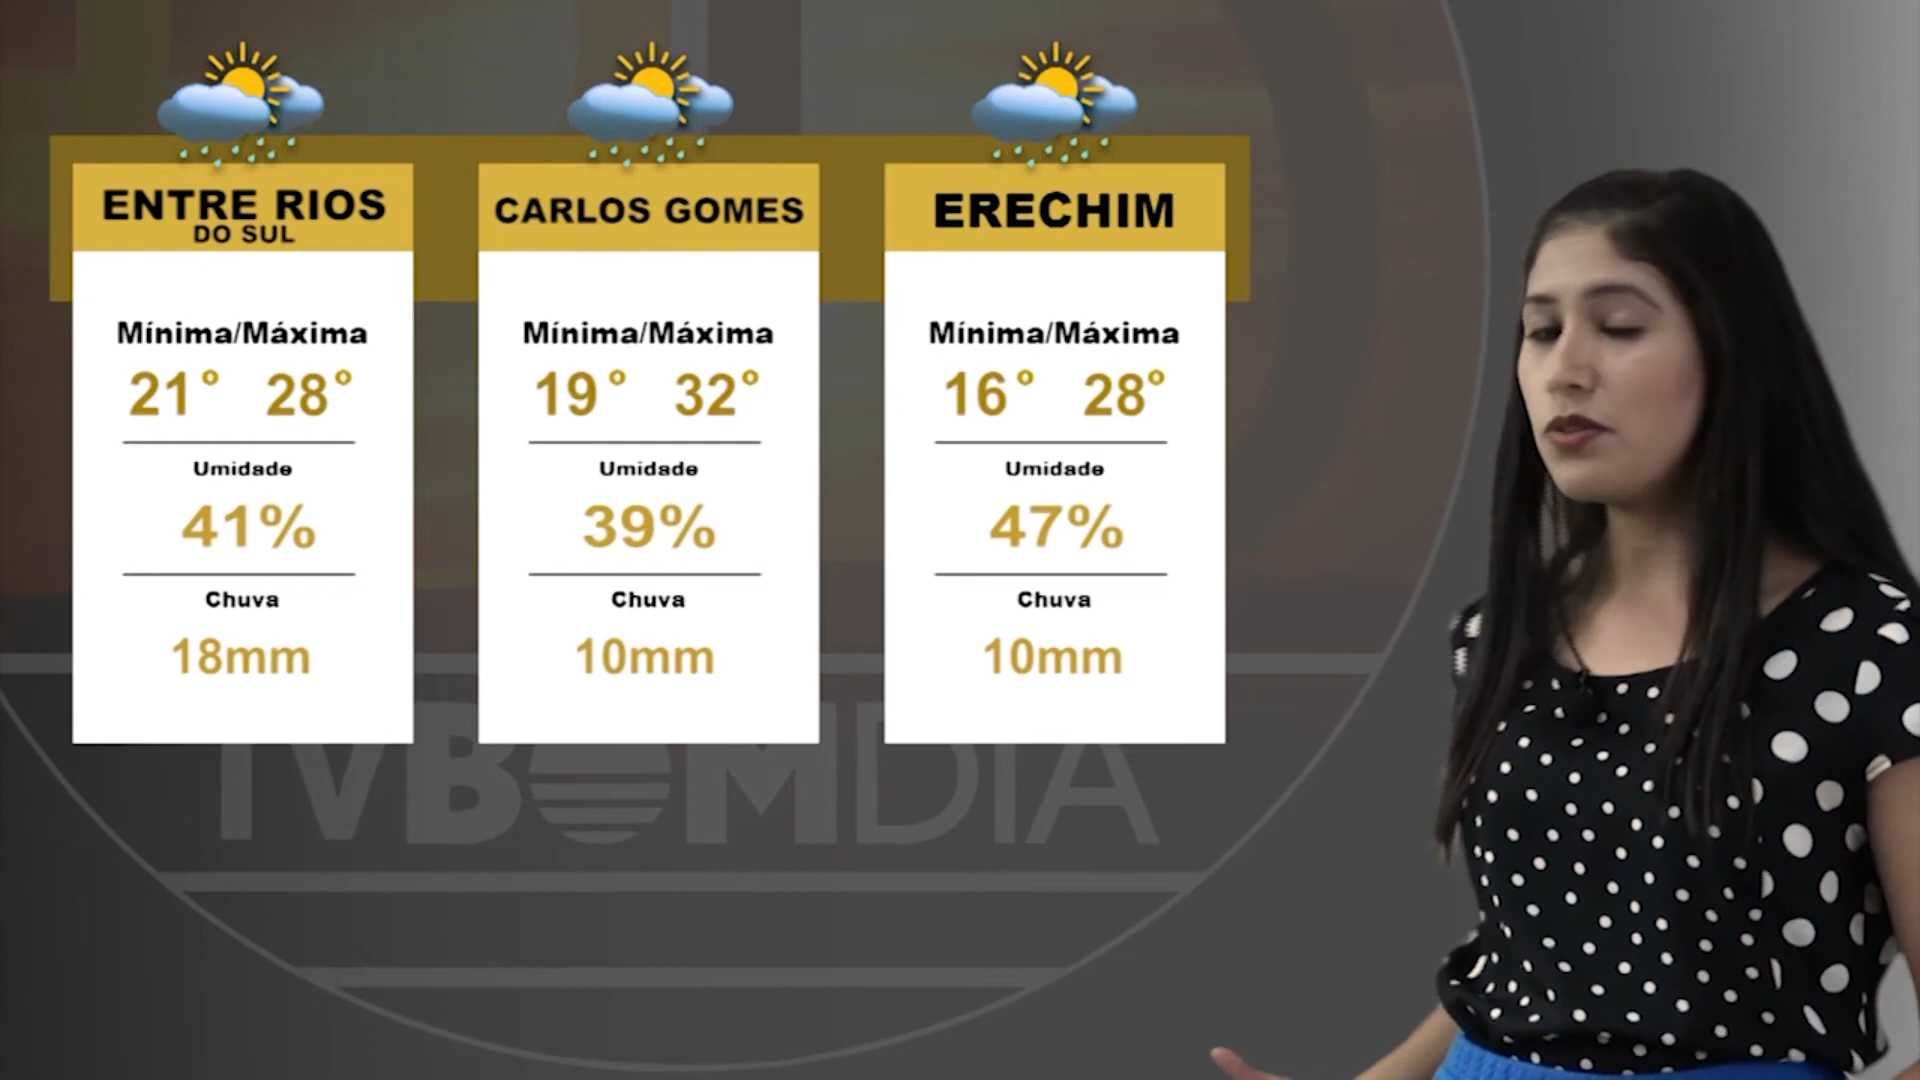 ENTRE RIOS
DO SUL
Mínima/Máxima
21° 28°
Umidade
41%
Chuva
18mm
CARLOS GOMES
Mínima/Máxima
19° 32°
Umidade
39%
Chuva
10mm
ERECHIM
Mínima/Máxima
16° 28°
Umidade
47%
Chuva
10mm
TVBOMDIA